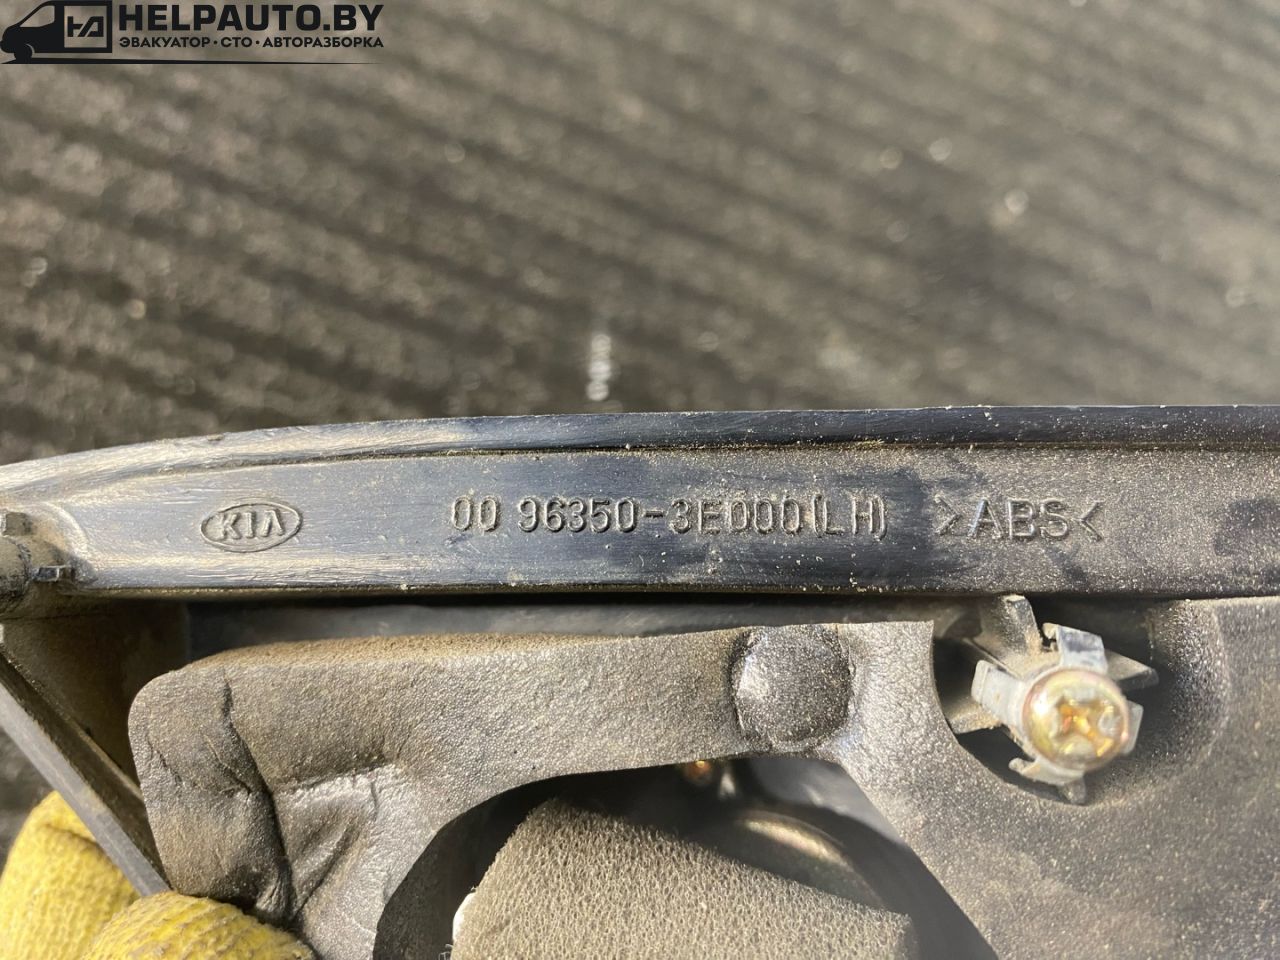 HELPAUTO.BY
ЭВАКУАТОР · СТО · АВТОРАЗБОРКА
KIA 00 96350-3E000(LH) >ABS<